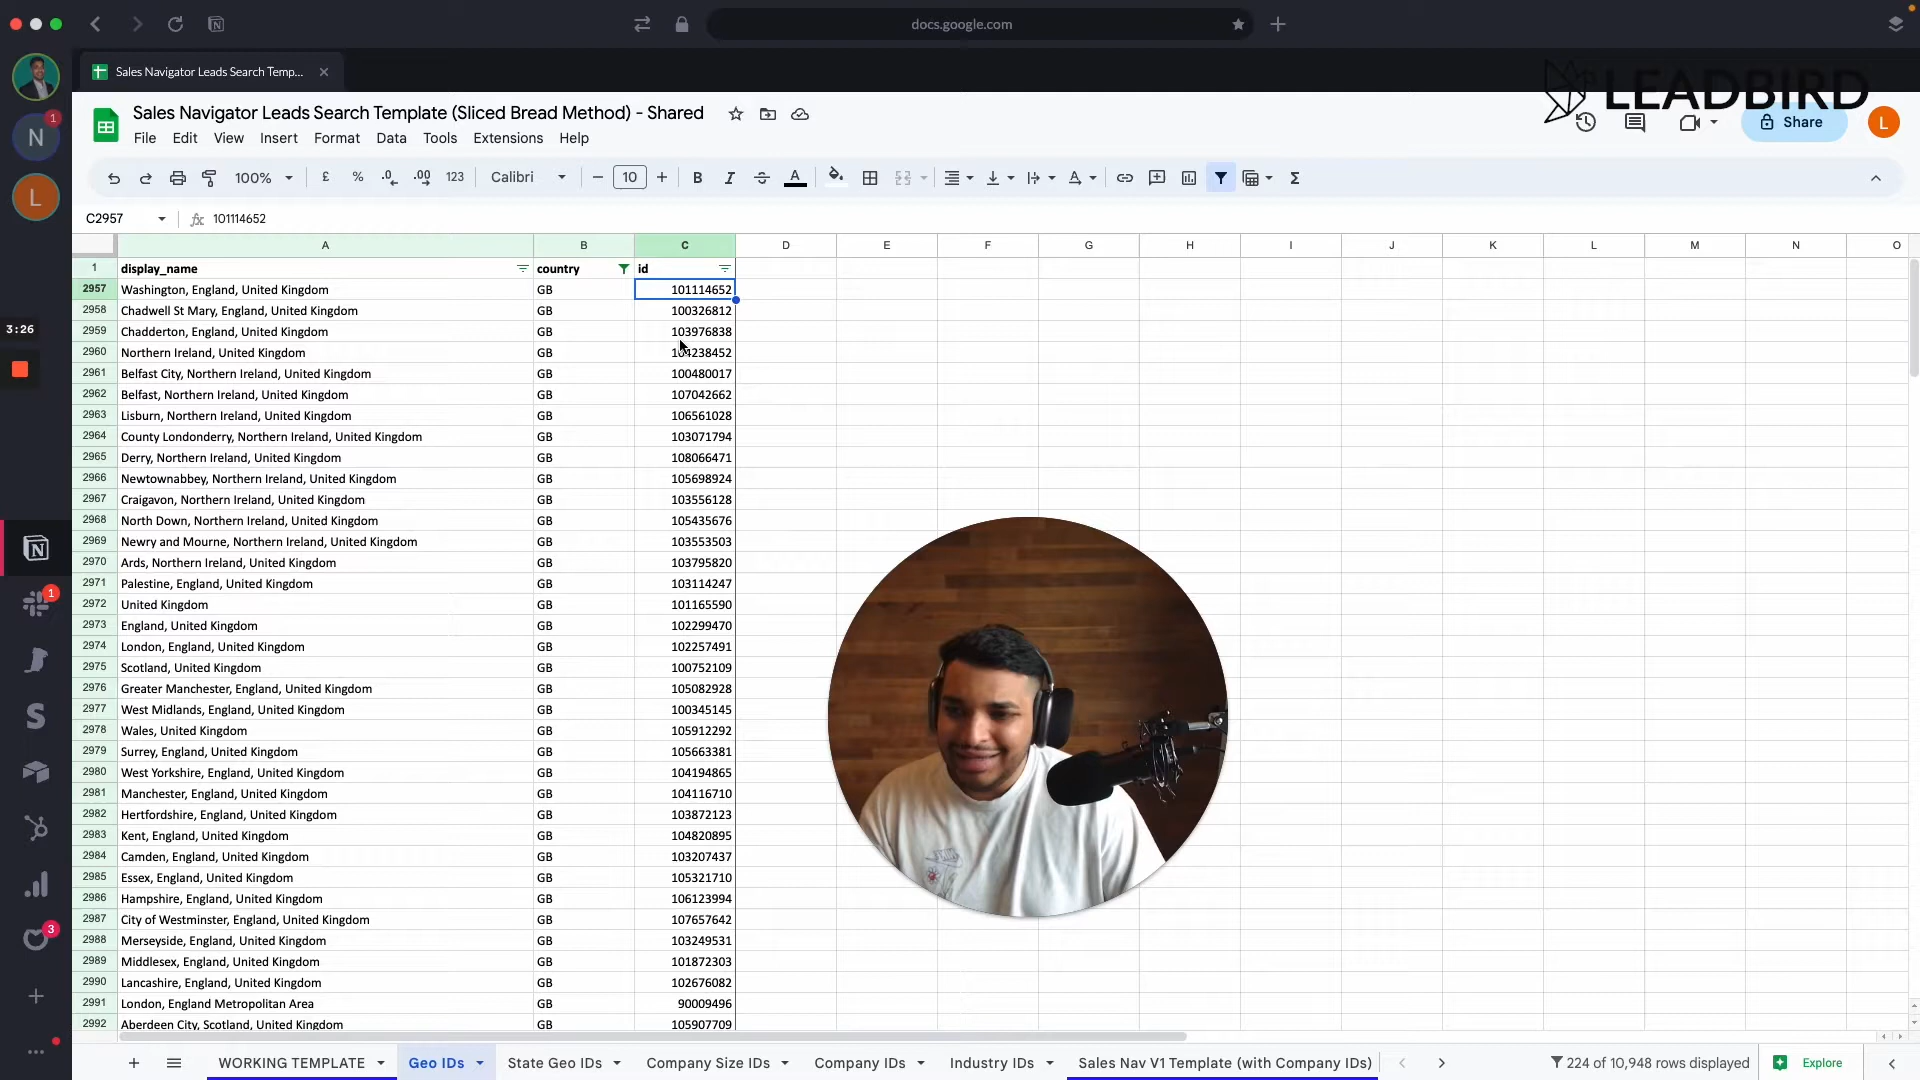 docs.google.com
Sales Navigator Leads Search Temp...
LEADBIRD
Sales Navigator Leads Search Template (Sliced Bread Method) - Shared
File Edit View Insert Format Data Tools Extensions Help
Share
L
N
1
L
100% £ % .0 .00 123 Calibri 10 B I A
C2957 fx 101114652
A B C D E F G H I J K L M N O
1 display_name country id
2957 Washington, England, United Kingdom GB 101114652
2958 Chadwell St Mary, England, United Kingdom GB 100326812
2959 Chadderton, England, United Kingdom GB 103976838
2960 Northern Ireland, United Kingdom GB
2961 Belfast City, Northern Ireland, United Kingdom GB 100480017
2962 Belfast, Northern Ireland, United Kingdom GB 107042662
2963 Lisburn, Northern Ireland, United Kingdom GB 106561028
2964 County Londonderry, Northern Ireland, United Kingdom GB 103071794
2965 Derry, Northern Ireland, United Kingdom GB 108066471
2966 Newtownabbey, Northern Ireland, United Kingdom GB 105698924
2967 Craigavon, Northern Ireland, United Kingdom GB 103556128
2968 North Down, Northern Ireland, United Kingdom GB 105435676
2969 Newry and Mourne, Northern Ireland, United Kingdom GB 103553503
2970 Ards, Northern Ireland, United Kingdom GB 103795820
2971 Palestine, England, United Kingdom GB 103114247
2972 United Kingdom GB 101165590
2973 England, United Kingdom GB 102299470
2974 London, England, United Kingdom GB 102257491
2975 Scotland, United Kingdom GB 100752109
2976 Greater Manchester, England, United Kingdom GB 105082928
2977 West Midlands, England, United Kingdom GB 100345145
2978 Wales, United Kingdom GB 105912292
2979 Surrey, England, United Kingdom GB 105663381
2980 West Yorkshire, England, United Kingdom GB 104194865
2981 Manchester, England, United Kingdom GB 104116710
2982 Hertfordshire, England, United Kingdom GB 103872123
2983 Kent, England, United Kingdom GB 104820895
2984 Camden, England, United Kingdom GB 103207437
2985 Essex, England, United Kingdom GB 105321710
2986 Hampshire, England, United Kingdom GB 106123994
2987 City of Westminster, England, United Kingdom GB 107657642
2988 Merseyside, England, United Kingdom GB 103249531
2989 Middlesex, England, United Kingdom GB 101872303
2990 Lancashire, England, United Kingdom GB 102676082
2991 London, England Metropolitan Area GB 90009496
2992 Aberdeen City, Scotland, United Kingdom GB 105907709
3:26
1
S
3
WORKING TEMPLATE Geo IDs State Geo IDs Company Size IDs Company IDs Industry IDs Sales Nav V1 Template (with Company IDs) 224 of 10,948 rows displayed Explore